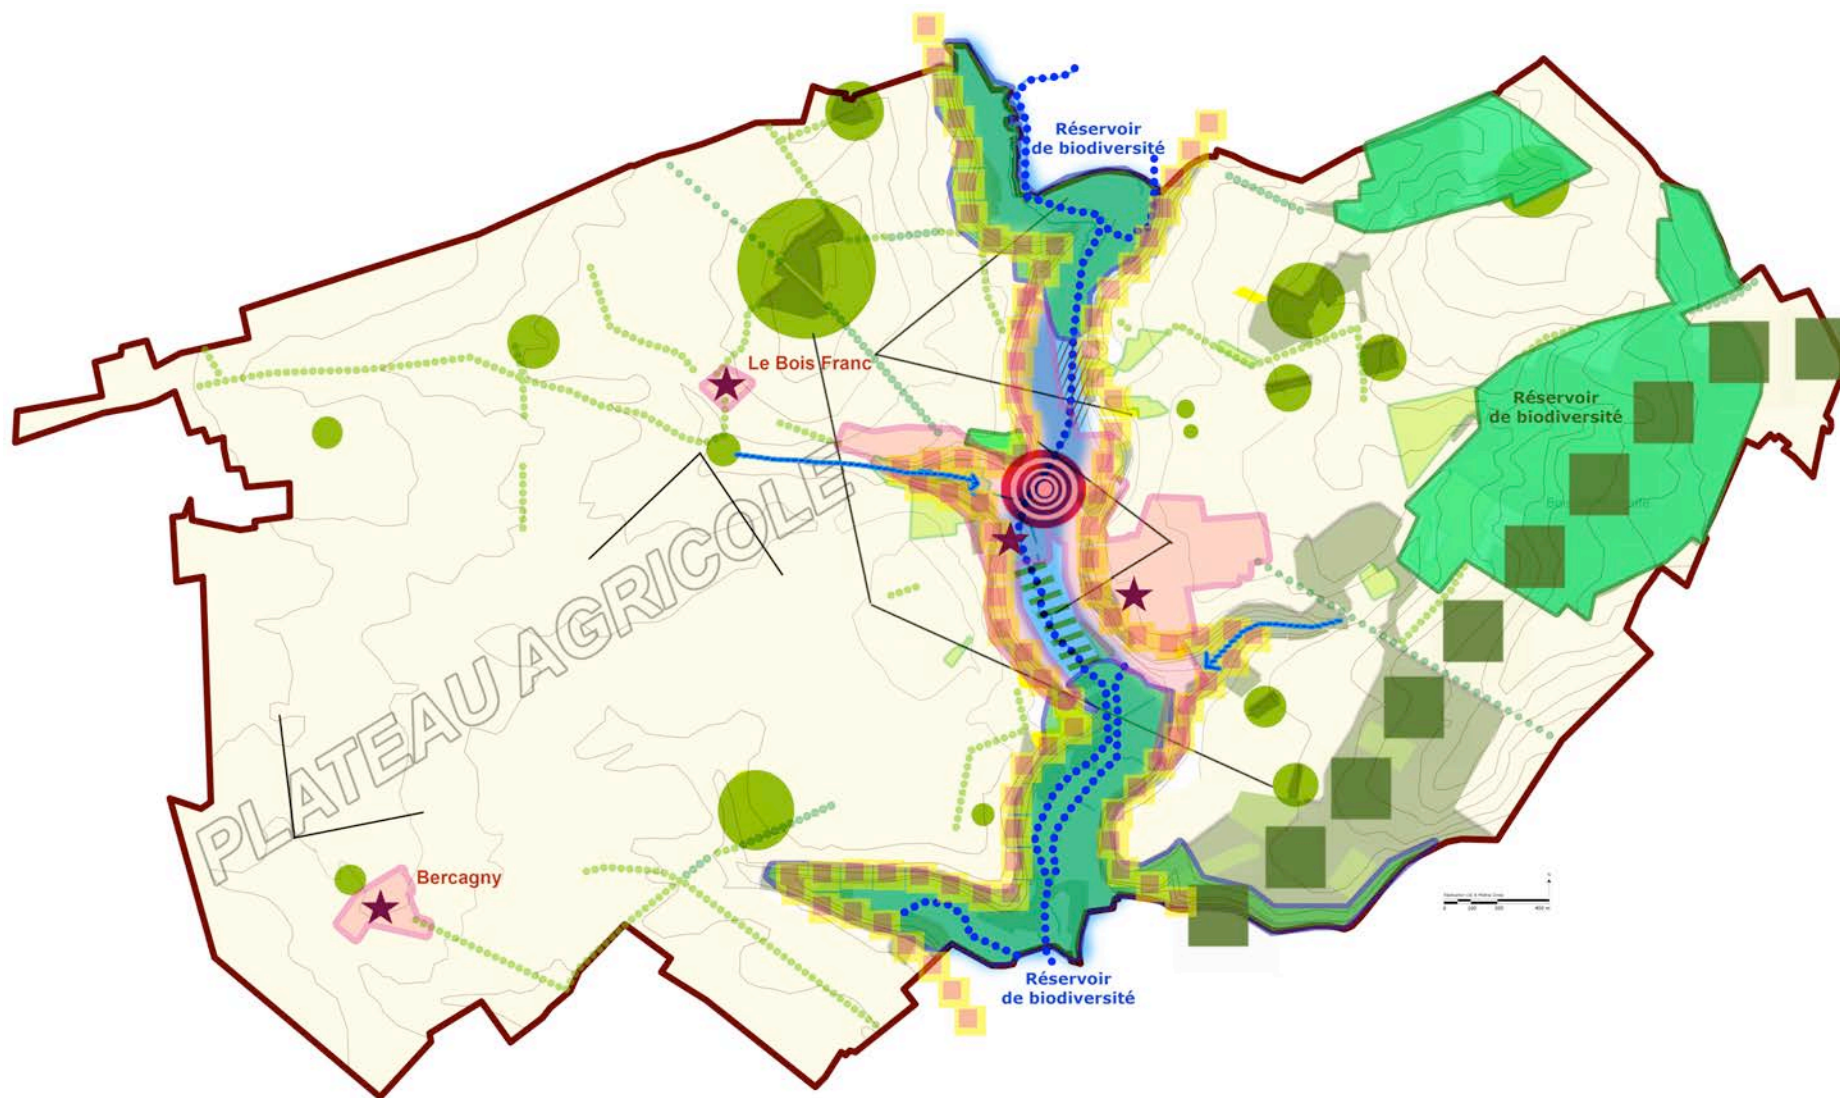 Réservoir
de biodiversité
Le Bois Franc
Réservoir
de biodiversité
PLATEAU AGRICOLE
Bercagny
Réservoir
de biodiversité